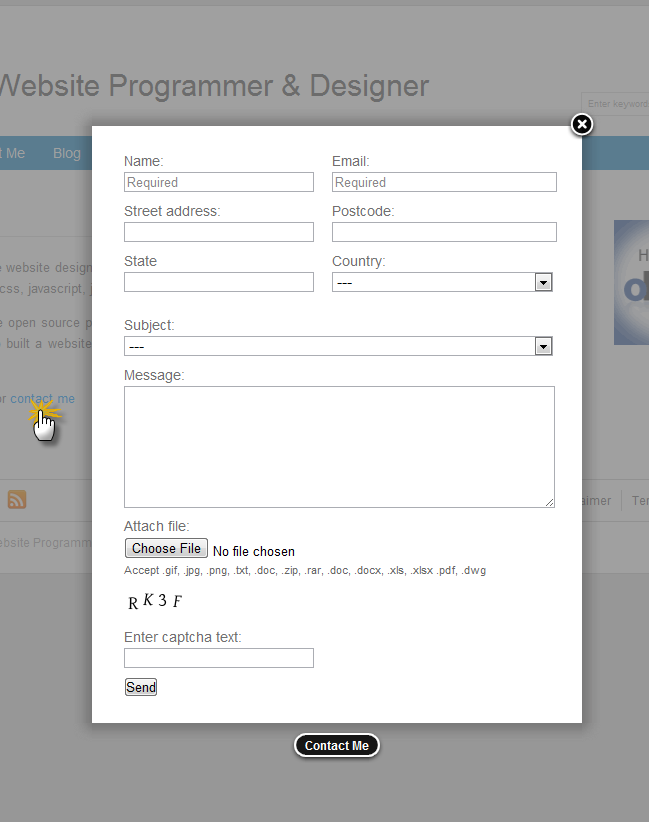 Website Programmer & Designer
Enter keyword
t Me Blog
Name: Email:
Required Required
Street address: Postcode:
State Country:
---
Subject:
---
Message:
e website design
css, javascript, j
e open source p
built a website
or contact me
Attach file:
Choose File No file chosen
Accept .gif, .jpg, .png, .txt, .doc, .zip, .rar, .doc, .docx, .xls, .xlsx .pdf, .dwg
R K 3 F
Enter captcha text:
Send
Contact Me
H
d
aimer Ter
ebsite Programm